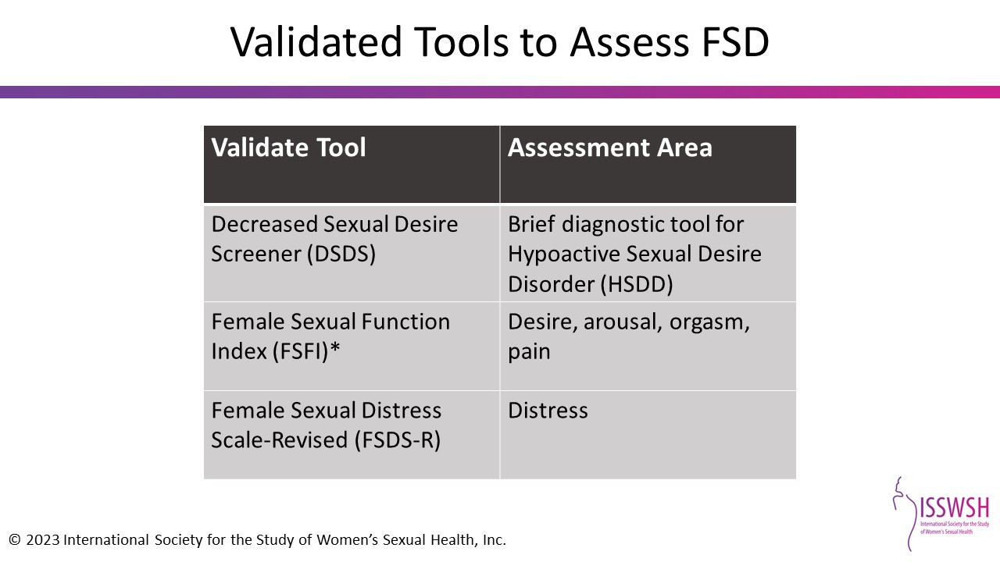 Validated Tools to Assess FSD
Validate Tool
Assessment Area
Decreased Sexual Desire
Screener (DSDS)
Brief diagnostic tool for
Hypoactive Sexual Desire
Disorder (HSDD)
Female Sexual Function
Index (FSFI)*
Desire, arousal, orgasm,
pain
Female Sexual Distress
Scale-Revised (FSDS-R)
Distress
ISSWSH
International Society for the Study
of Women's Sexual Health
© 2023 International Society for the Study of Women’s Sexual Health, Inc.